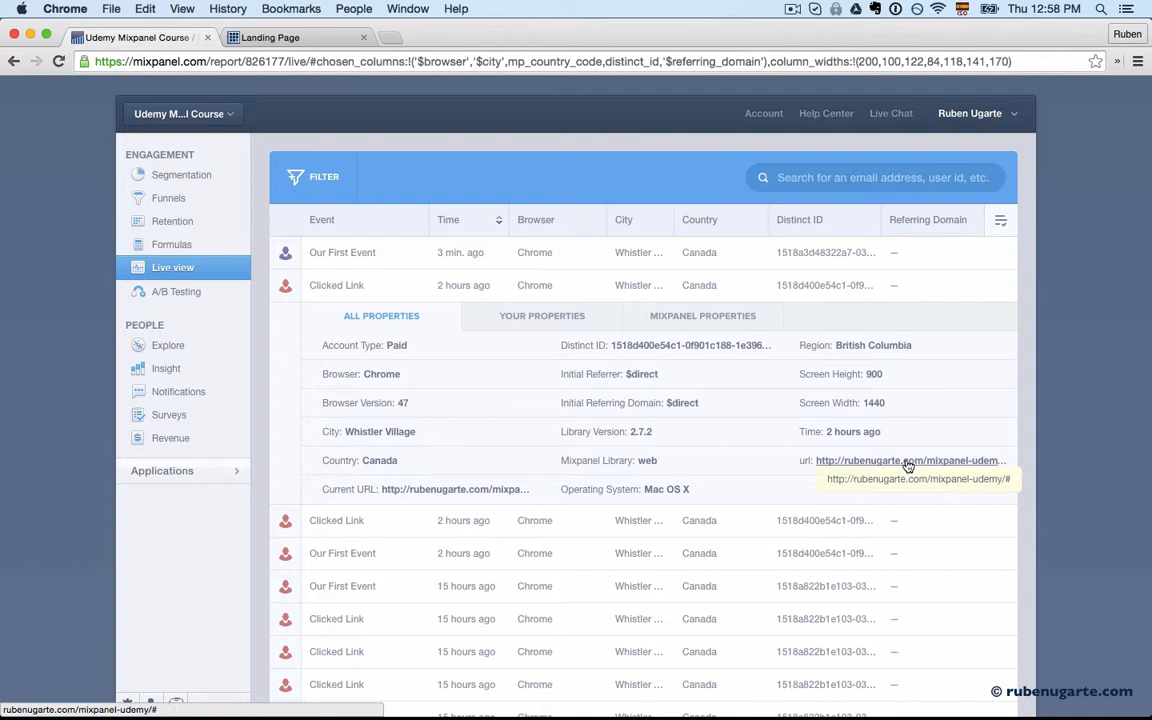 Chrome File Edit View History Bookmarks People Window Help Thu 12:58 PM
Udemy Mixpanel Course / Landing Page Ruben
https://mixpanel.com/report/826177/live/#chosen_columns:!('$browser','$city',mp_country_code,distinct_id,'$referring_domain'),column_widths:!(200,100,122,84,118,141,170)
Udemy M...l Course Account Help Center Live Chat Ruben Ugarte
ENGAGEMENT
Segmentation
Funnels
Retention
Formulas
Live view
A/B Testing
PEOPLE
Explore
Insight
Notifications
Surveys
Revenue
Applications
FILTER Search for an email address, user id, etc.
Event Time Browser City Country Distinct ID Referring Domain
Our First Event 3 min. ago Chrome Whistler ... Canada 1518a3d48322a7-03... –
Clicked Link 2 hours ago Chrome Whistler ... Canada 1518d400e54c1-0f9... –
ALL PROPERTIES YOUR PROPERTIES MIXPANEL PROPERTIES
Account Type: Paid Distinct ID: 1518d400e54c1-0f901c188-1e396... Region: British Columbia
Browser: Chrome Initial Referrer: $direct Screen Height: 900
Browser Version: 47 Initial Referring Domain: $direct Screen Width: 1440
City: Whistler Village Library Version: 2.7.2 Time: 2 hours ago
Country: Canada Mixpanel Library: web url: http://rubenugarte.com/mixpanel-udem...
http://rubenugarte.com/mixpanel-udemy/#
Current URL: http://rubenugarte.com/mixpa... Operating System: Mac OS X
Clicked Link 2 hours ago Chrome Whistler ... Canada 1518d400e54c1-0f9... –
Our First Event 2 hours ago Chrome Whistler ... Canada 1518d400e54c1-0f9... –
Our First Event 15 hours ago Chrome Whistler ... Canada 1518a822b1e103-03... –
Clicked Link 15 hours ago Chrome Whistler ... Canada 1518a822b1e103-03... –
Clicked Link 15 hours ago Chrome Whistler ... Canada 1518a822b1e103-03... –
Clicked Link 15 hours ago Chrome Whistler ... Canada 1518a822b1e103-03... –
© rubenugarte.com
rubenugarte.com/mixpanel-udemy/#